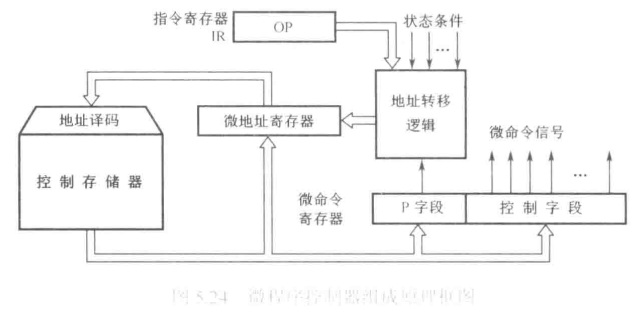 指令寄存器
IR
OP
状态条件
…
地址转移
逻辑
微地址寄存器
地址译码
控制存储器
微命令信号
…
微命令
寄存器
P字段
控制字段
图 5.24 微程序控制器组成原理框图